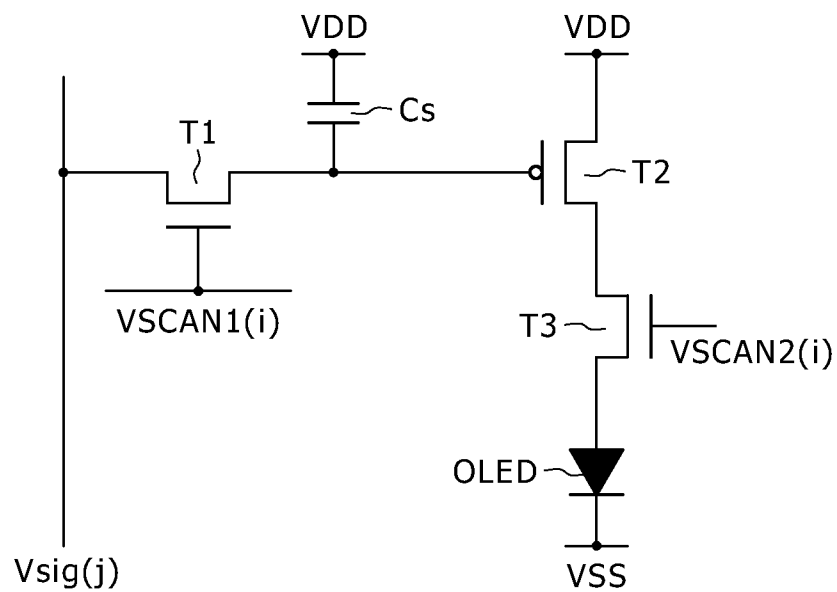 VDD
VDD
Cs
T1
T2
VSCAN1(i)
T3
VSCAN2(i)
OLED
Vsig(j)
VSS